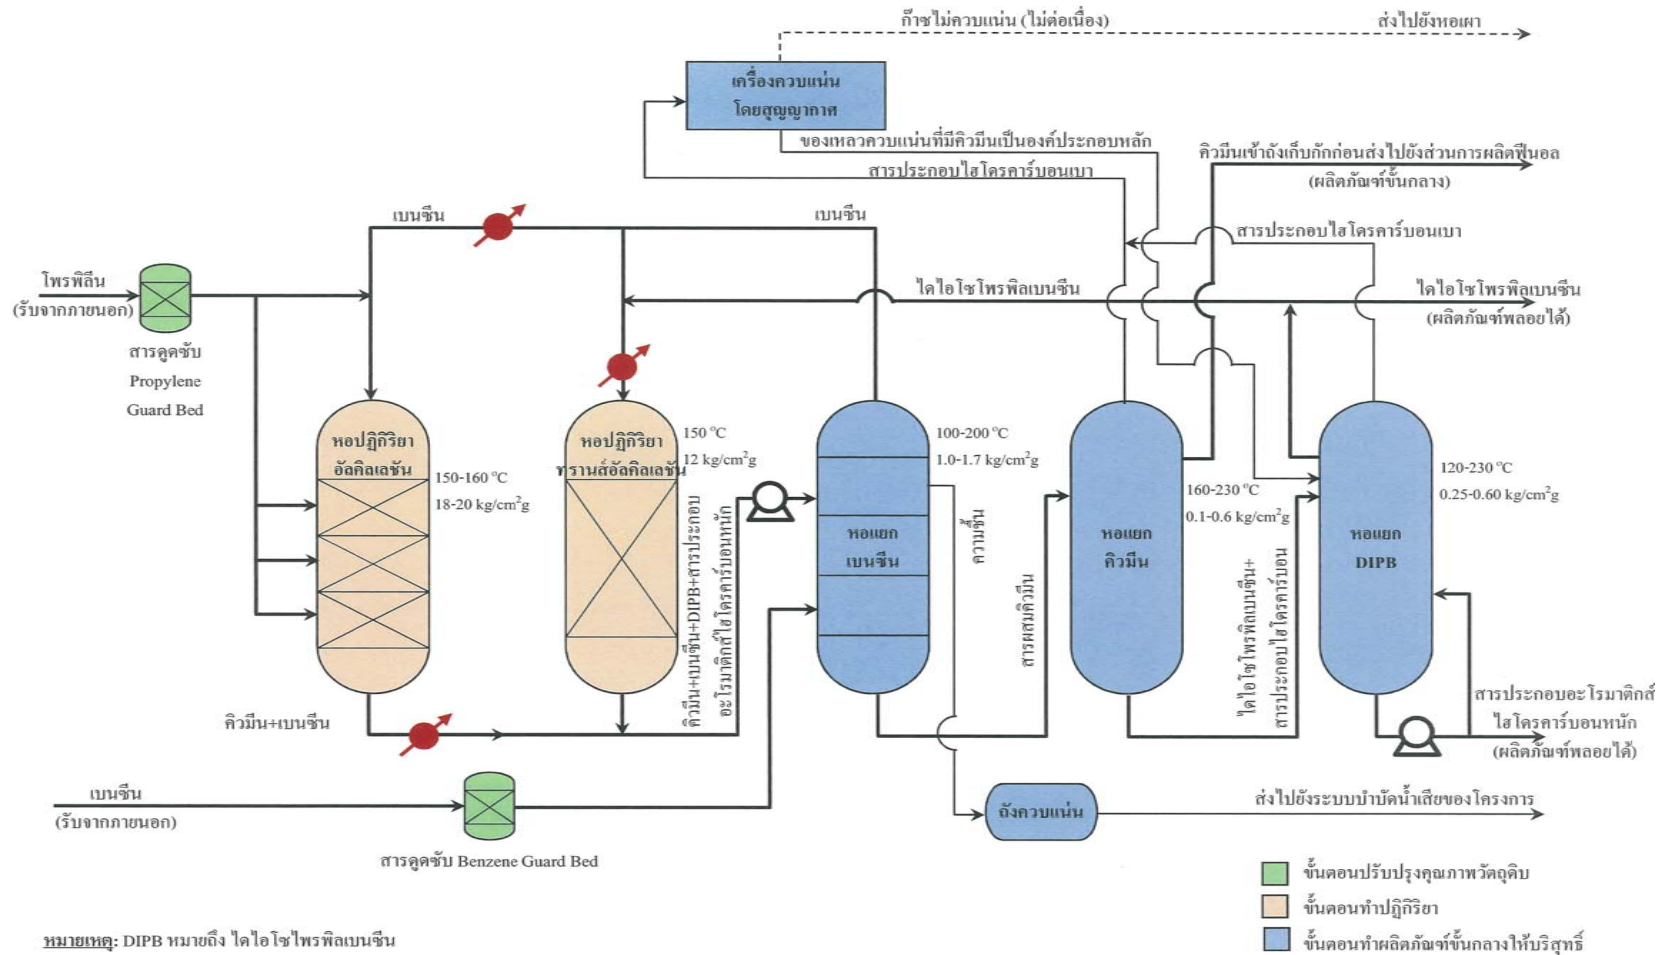 ก๊าซไม่ควบแน่น (ไม่ต่อเนื่อง)
ส่งไปยังหอเผา
เครื่องควบแน่น
โดยสุญญากาศ
ของเหลวควบแน่นที่มีคิวมีนเป็นองค์ประกอบหลัก
สารประกอบไฮโดรคาร์บอนเบา
คิวมีนเข้าถังเก็บกักก่อนส่งไปยังส่วนการผลิตฟีนอล
(ผลิตภัณฑ์ขั้นกลาง)
เบนซีน
เบนซีน
สารประกอบไฮโดรคาร์บอนเบา
โพรพิลีน
(รับจากภายนอก)
ไดไอโซโพรพิลเบนซีน
ไดไอโซโพรพิลเบนซีน
(ผลิตภัณฑ์พลอยได้)
สารดูดซับ
Propylene
Guard Bed
หอปฏิกิริยา
อัลคิลเลชัน
150-160 °C
18-20 kg/cm²g
หอปฏิกิริยา
ทรานส์อัลคิลเลชัน
150 °C
12 kg/cm²g
คิวมีน+เบนซีน+DIPB+สารประกอบ
อะโรมาติกส์ไฮโดรคาร์บอนหนัก
หอแยก
เบนซีน
100-200 °C
1.0-1.7 kg/cm²g
ความชื้น
สารผสมคิวมีน
หอแยก
คิวมีน
160-230 °C
0.1-0.6 kg/cm²g
ไดไอโซโพรพิลเบนซีน+
สารประกอบไฮโดรคาร์บอน
หอแยก
DIPB
120-230 °C
0.25-0.60 kg/cm²g
คิวมีน+เบนซีน
สารประกอบอะโรมาติกส์
ไฮโดรคาร์บอนหนัก
(ผลิตภัณฑ์พลอยได้)
เบนซีน
(รับจากภายนอก)
สารดูดซับ Benzene Guard Bed
ถังควบแน่น
ส่งไปยังระบบบำบัดน้ำเสียของโครงการ
ขั้นตอนปรับปรุงคุณภาพวัตถุดิบ
ขั้นตอนทำปฏิกิริยา
ขั้นตอนทำผลิตภัณฑ์ขั้นกลางให้บริสุทธิ์
หมายเหตุ: DIPB หมายถึง ไดไอโซไพรพิลเบนซีน